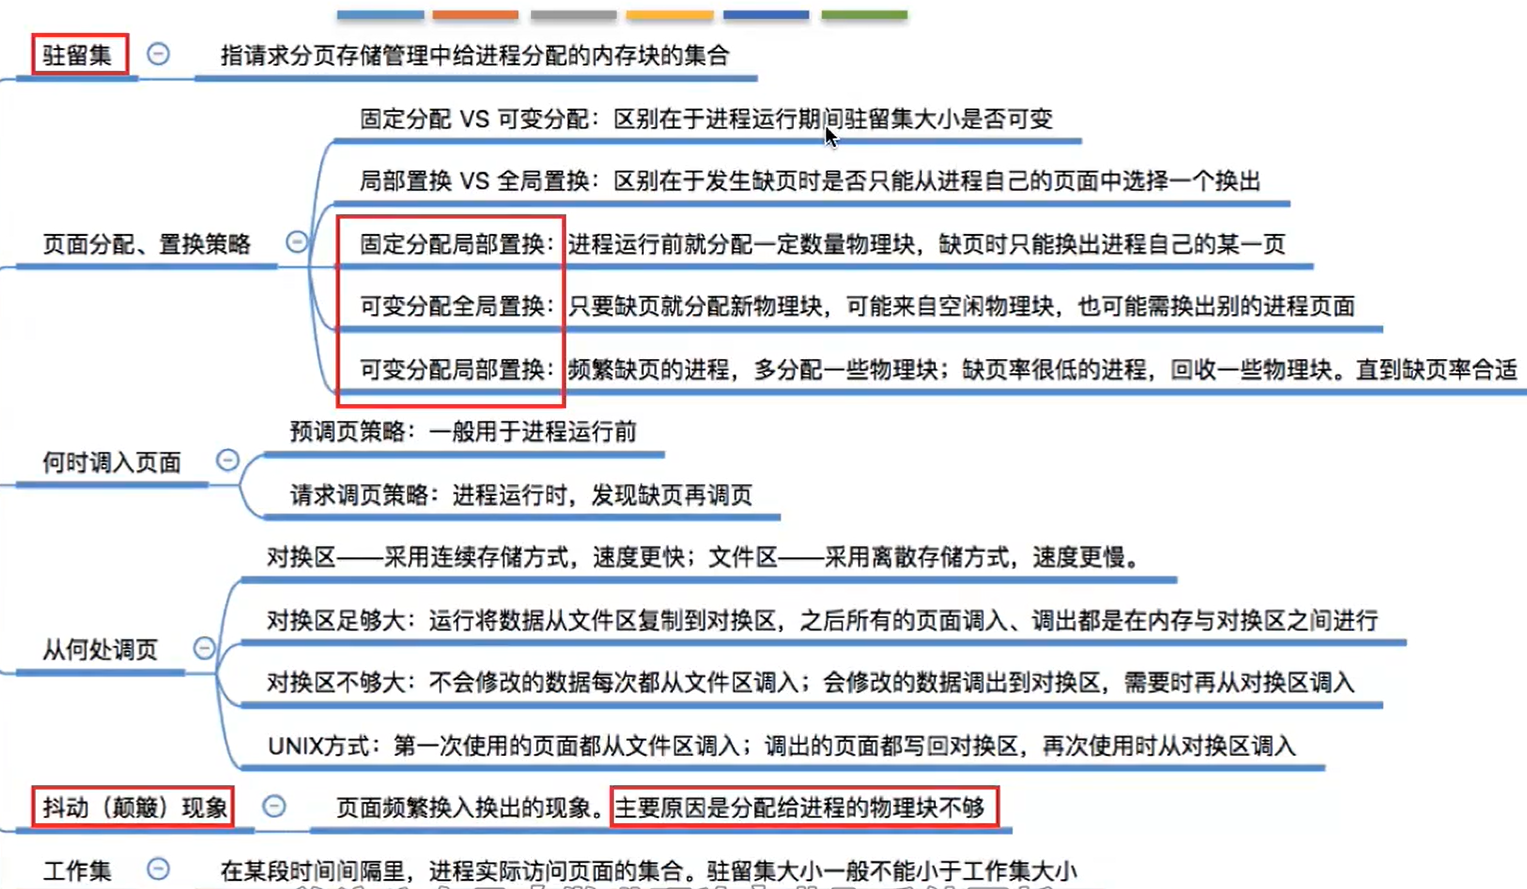 驻留集
指请求分页存储管理中给进程分配的内存块的集合
页面分配、置换策略
固定分配 VS 可变分配：区别在于进程运行期间驻留集大小是否可变
局部置换 VS 全局置换：区别在于发生缺页时是否只能从进程自己的页面中选择一个换出
固定分配局部置换：进程运行前就分配一定数量物理块，缺页时只能换出进程自己的某一页
可变分配全局置换：只要缺页就分配新物理块，可能来自空闲物理块，也可能需换出别的进程页面
可变分配局部置换：频繁缺页的进程，多分配一些物理块；缺页率很低的进程，回收一些物理块。直到缺页率合适
何时调入页面
预调页策略：一般用于进程运行前
请求调页策略：进程运行时，发现缺页再调页
从何处调页
对换区——采用连续存储方式，速度更快；文件区——采用离散存储方式，速度更慢。
对换区足够大：运行将数据从文件区复制到对换区，之后所有的页面调入、调出都是在内存与对换区之间进行
对换区不够大：不会修改的数据每次都从文件区调入；会修改的数据调出到对换区，需要时再从对换区调入
UNIX方式：第一次使用的页面都从文件区调入；调出的页面都写回对换区，再次使用时从对换区调入
抖动（颠簸）现象
页面频繁换入换出的现象。主要原因是分配给进程的物理块不够
工作集
在某段时间间隔里，进程实际访问页面的集合。驻留集大小一般不能小于工作集大小